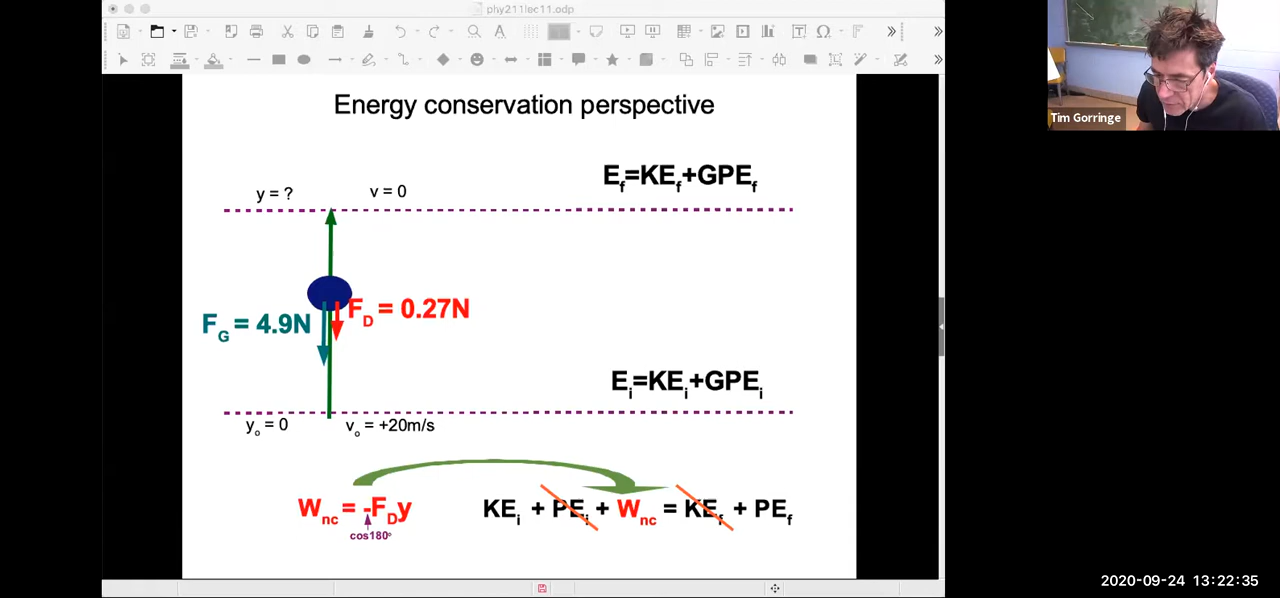 phy211lec11.odp
Tim Gorringe
Energy conservation perspective
y = ?
v = 0
Ef=KEf+GPEf
FG = 4.9N
FD = 0.27N
Ei=KEi+GPEi
yo = 0
vo = +20m/s
Wnc = -FDy
cos180°
KEi + PEi + Wnc = KEf + PEf
2020-09-24 13:22:35